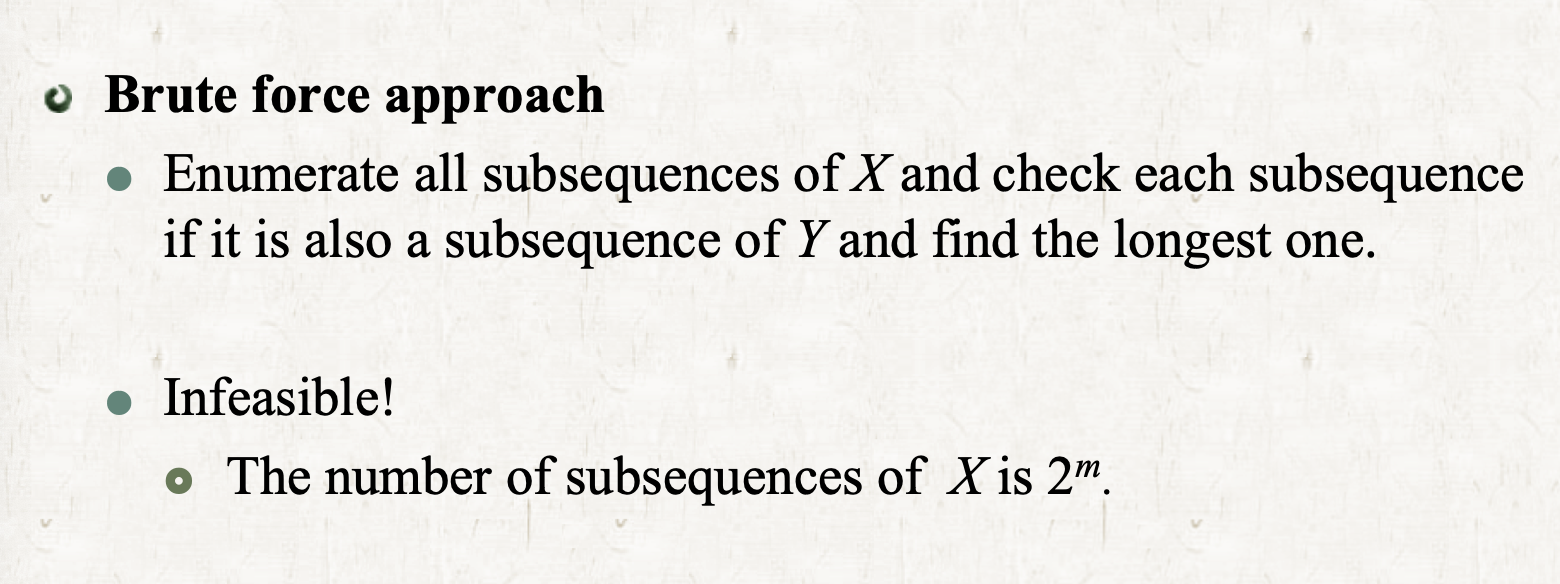 Brute force approach
Enumerate all subsequences of X and check each subsequence
if it is also a subsequence of Y and find the longest one.
Infeasible!
The number of subsequences of X is 2ᵐ.